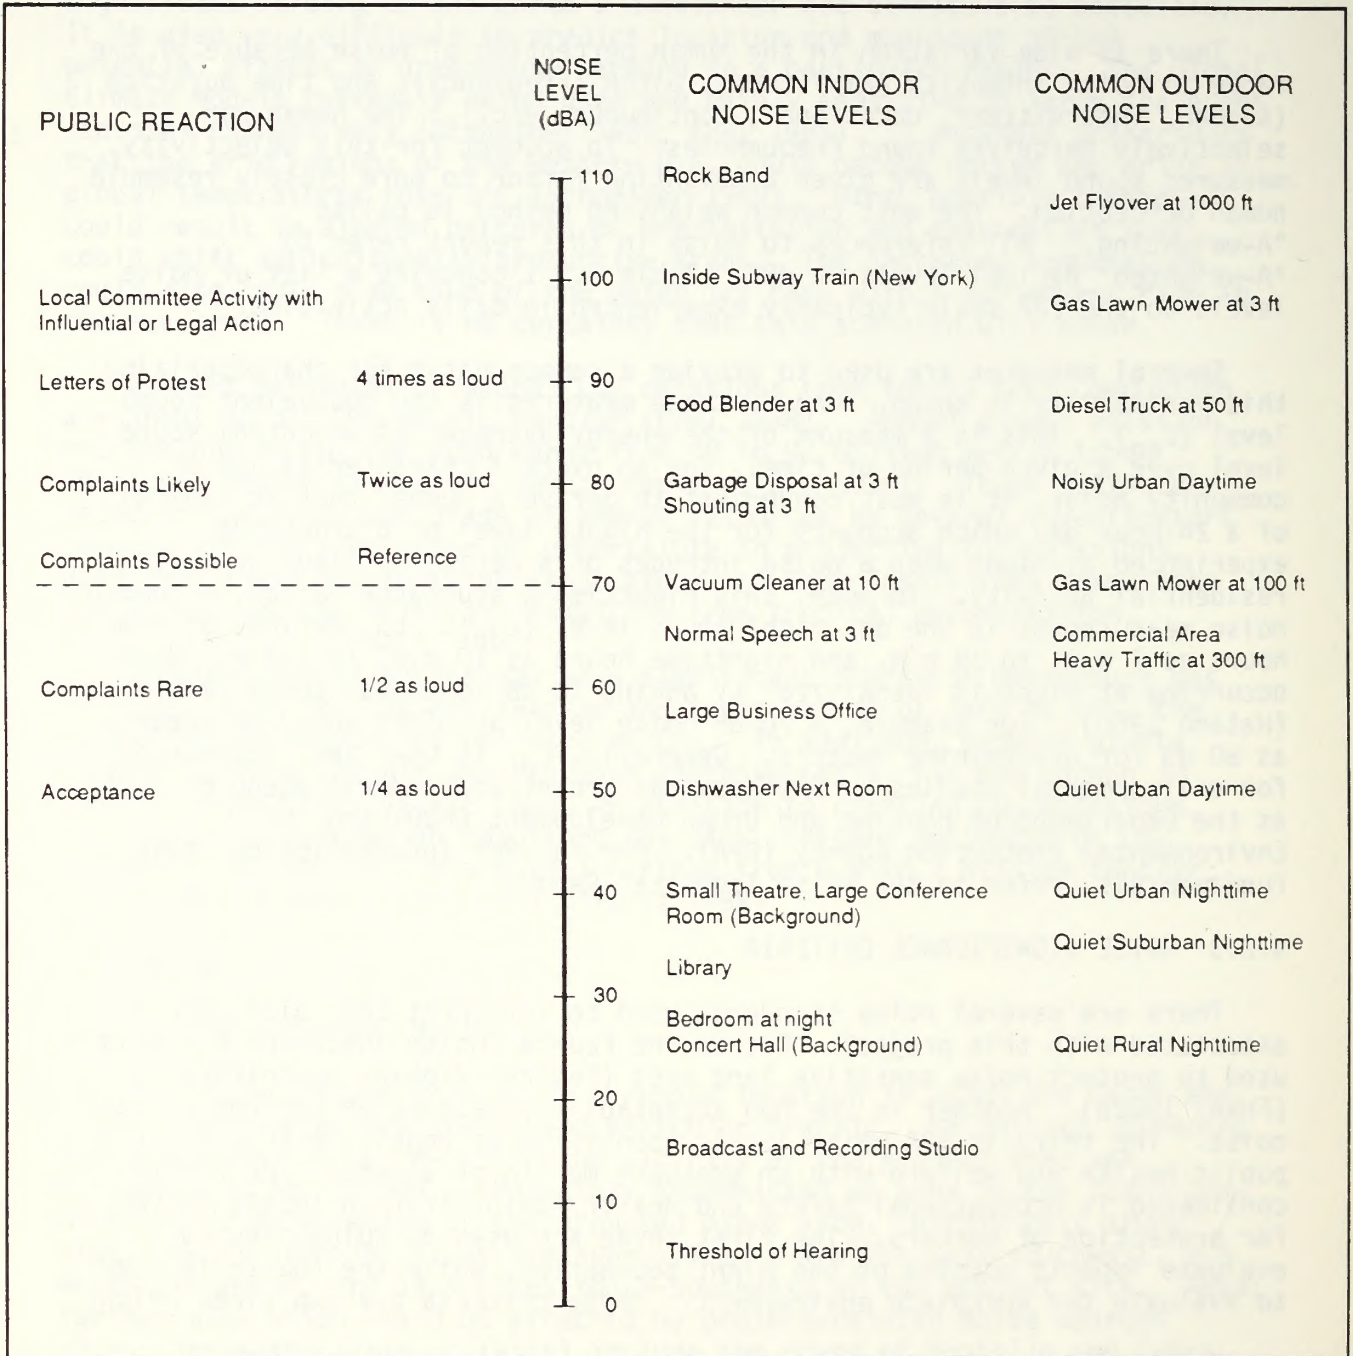 PUBLIC REACTION
NOISE
LEVEL
(dBA)
COMMON INDOOR
NOISE LEVELS
COMMON OUTDOOR
NOISE LEVELS
110 Rock Band
Jet Flyover at 1000 ft
100 Inside Subway Train (New York)
Local Committee Activity with
Influential or Legal Action
Gas Lawn Mower at 3 ft
Letters of Protest 4 times as loud 90
Food Blender at 3 ft Diesel Truck at 50 ft
Complaints Likely Twice as loud 80 Garbage Disposal at 3 ft Noisy Urban Daytime
Shouting at 3 ft
Complaints Possible Reference
70 Vacuum Cleaner at 10 ft Gas Lawn Mower at 100 ft
Normal Speech at 3 ft Commercial Area
Heavy Traffic at 300 ft
Complaints Rare 1/2 as loud 60
Large Business Office
Acceptance 1/4 as loud 50 Dishwasher Next Room Quiet Urban Daytime
40 Small Theatre, Large Conference Quiet Urban Nighttime
Room (Background)
Quiet Suburban Nighttime
Library
30
Bedroom at night
Concert Hall (Background) Quiet Rural Nighttime
20
Broadcast and Recording Studio
10
Threshold of Hearing
0